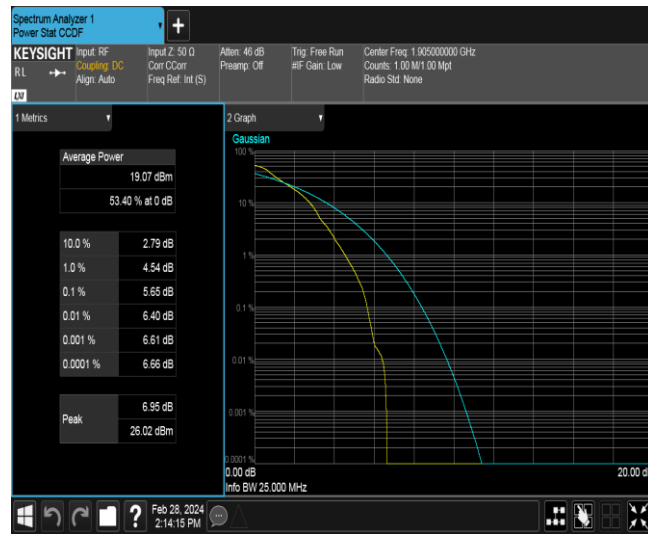 Spectrum Analyzer 1
Power Stat CCDF
+
KEYSIGHT Input: RF Input Z: 50 Ω Atten: 46 dB Trig: Free Run Center Freq: 1.905000000 GHz
RL Coupling: DC Corr CCorr Preamp: Off #IF Gain: Low Counts: 1.00 M/1.00 Mpt
Align: Auto Freq Ref: Int (S) Radio Std: None
LXI
1 Metrics
Average Power
19.07 dBm
53.40 % at 0 dB
10.0 % 2.79 dB
1.0 % 4.54 dB
0.1 % 5.65 dB
0.01 % 6.40 dB
0.001 % 6.61 dB
0.0001 % 6.66 dB
Peak
6.95 dB
26.02 dBm
2 Graph
Gaussian
100 %
10 %
1 %
0.1 %
0.01 %
0.001 %
0.0001 %
0.00 dB 20.00 d
Info BW 25.000 MHz
? Feb 28, 2024
2:14:15 PM